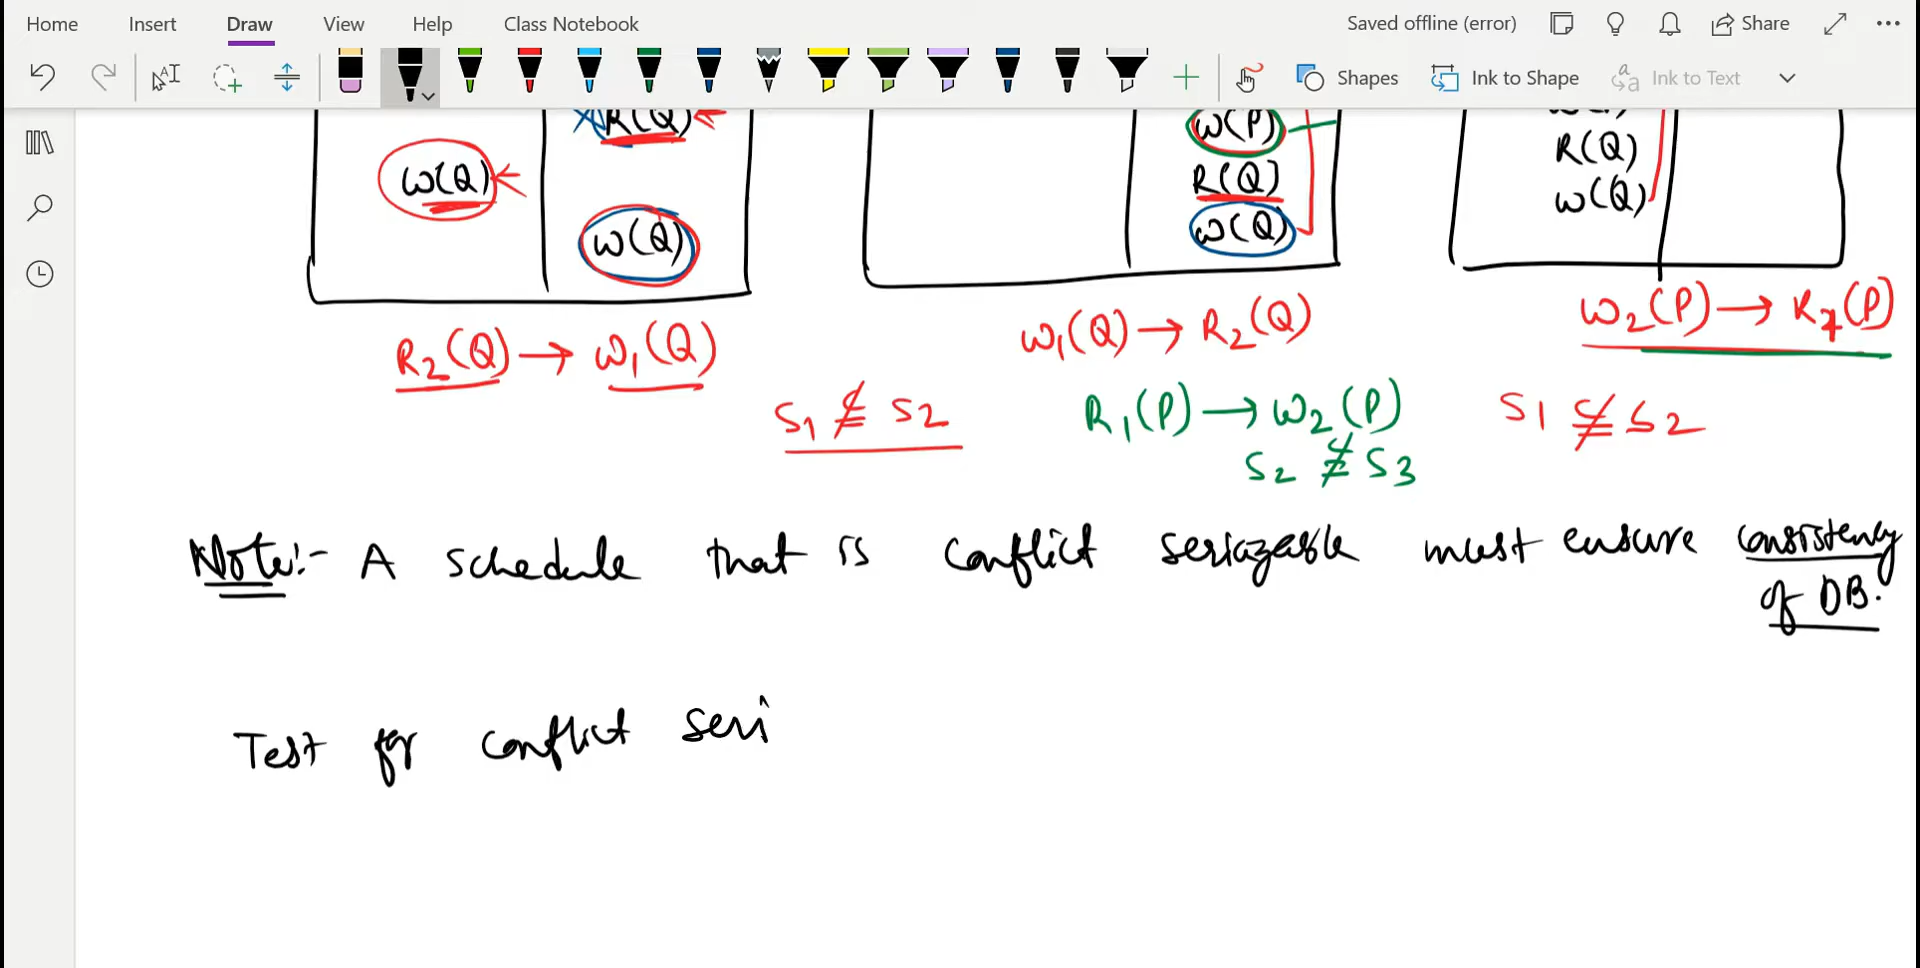 Home Insert Draw View Help Class Notebook Saved offline (error) Share
Shapes Ink to Shape Ink to Text
R(Q) W(P)
W(Q) R(Q) R(Q)
W(Q) W(Q) W(Q)
R2(Q) → W1(Q) W1(Q) → R2(Q) W2(P) → R1(P)
S1 ≢ S2 R1(P) → W2(P) S1 ≢ S2
S2 ≢ S3
Note:- A schedule that is conflict seriazable must ensure consistency
of DB.
Test for conflict seri